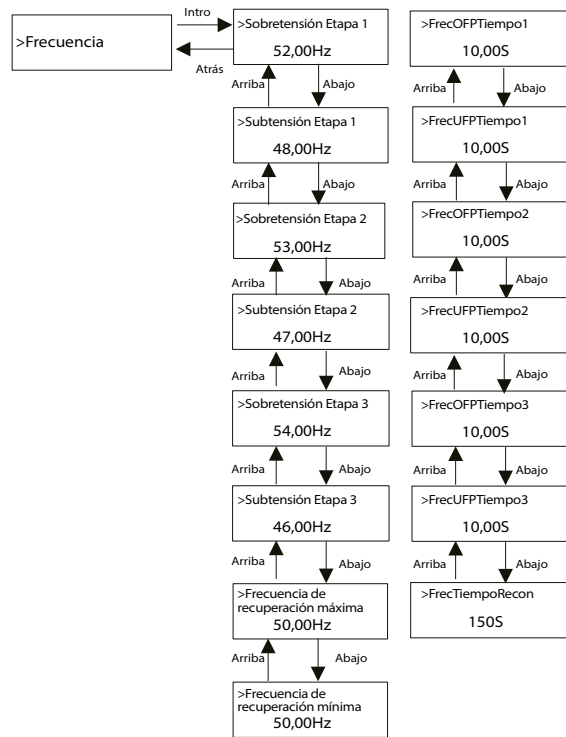 >Frecuencia
Intro
Atrás
>Sobretensión Etapa 1
52,00Hz
Arriba
Abajo
>Subtensión Etapa 1
48,00Hz
Arriba
Abajo
>Sobretensión Etapa 2
53,00Hz
Arriba
Abajo
>Subtensión Etapa 2
47,00Hz
Arriba
Abajo
>Sobretensión Etapa 3
54,00Hz
Arriba
Abajo
>Subtensión Etapa 3
46,00Hz
Arriba
Abajo
>Frecuencia de
recuperación máxima
50,00Hz
Arriba
Abajo
>Frecuencia de
recuperación mínima
50,00Hz
>FrecOFPTiempo1
10,00S
Arriba
Abajo
>FrecUFPTiempo1
10,00S
Arriba
Abajo
>FrecOFPTiempo2
10,00S
Arriba
Abajo
>FrecUFPTiempo2
10,00S
Arriba
Abajo
>FrecOFPTiempo3
10,00S
Arriba
Abajo
>FrecUFPTiempo3
10,00S
Arriba
Abajo
>FrecTiempoRecon
150S